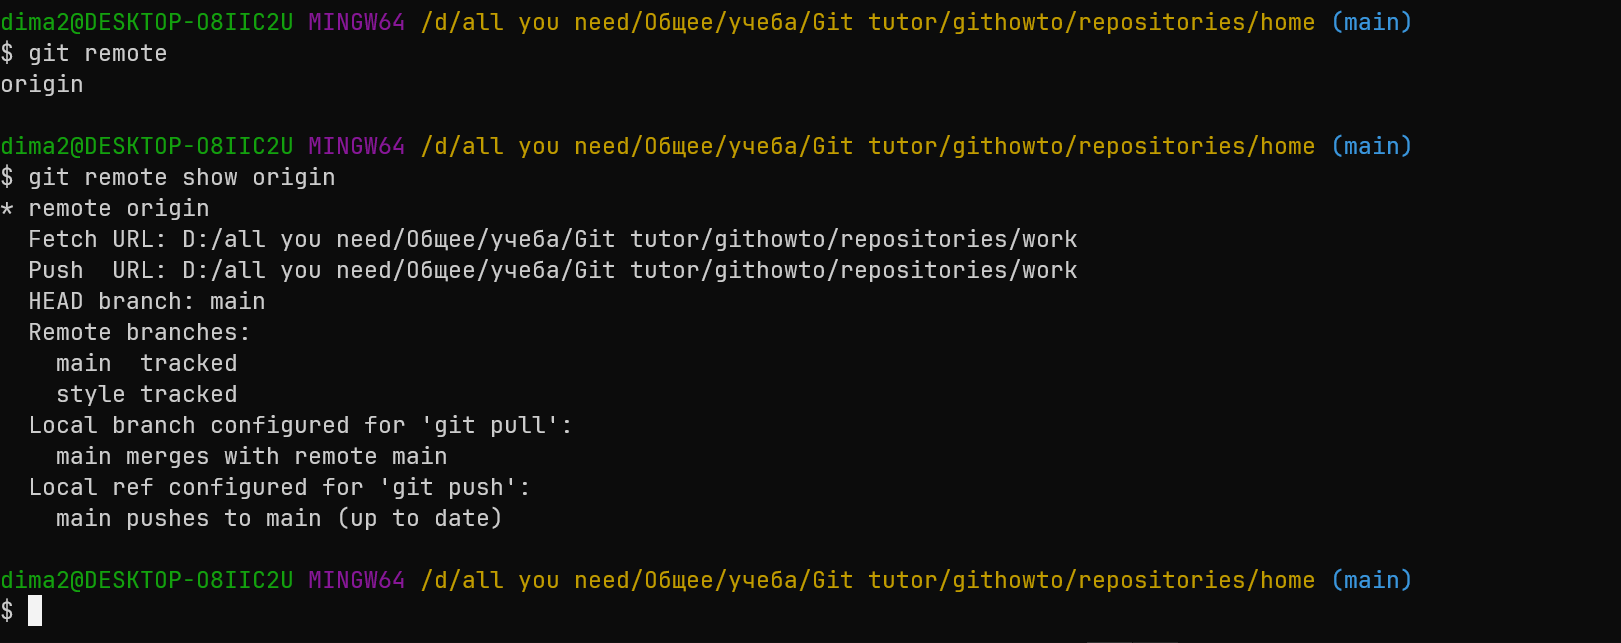 dima2@DESKTOP-O8IIC2U MINGW64 /d/all you need/Общее/учеба/Git tutor/githowto/repositories/home (main)
$ git remote
origin

dima2@DESKTOP-O8IIC2U MINGW64 /d/all you need/Общее/учеба/Git tutor/githowto/repositories/home (main)
$ git remote show origin
* remote origin
  Fetch URL: D:/all you need/Общее/учеба/Git tutor/githowto/repositories/work
  Push  URL: D:/all you need/Общее/учеба/Git tutor/githowto/repositories/work
  HEAD branch: main
  Remote branches:
    main  tracked
    style tracked
  Local branch configured for 'git pull':
    main merges with remote main
  Local ref configured for 'git push':
    main pushes to main (up to date)

dima2@DESKTOP-O8IIC2U MINGW64 /d/all you need/Общее/учеба/Git tutor/githowto/repositories/home (main)
$